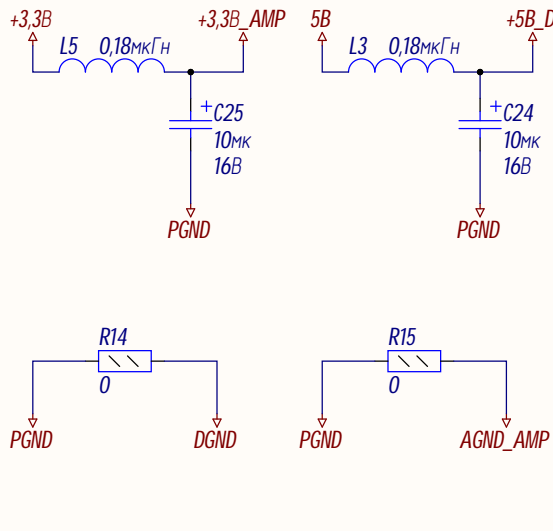 +3,3В
+3,3В_AMP
5В
+5В_D
L5
0,18мкГн
L3
0,18мкГн
+
C25
10мк
16В
+
C24
10мк
16В
PGND
PGND
R14
0
R15
0
PGND
DGND
PGND
AGND_AMP